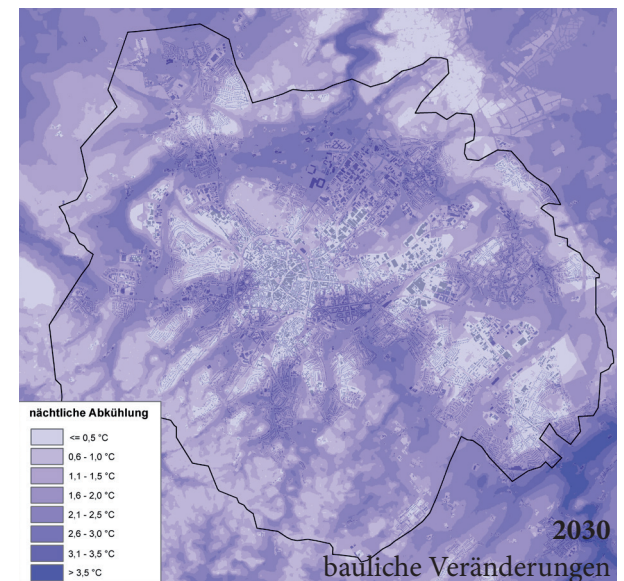 nächtliche Abkühlung
<= 0,5 °C
0,6 - 1,0 °C
1,1 - 1,5 °C
1,6 - 2,0 °C
2,1 - 2,5 °C
2,6 - 3,0 °C
3,1 - 3,5 °C
> 3,5 °C
2030
bauliche Veränderungen